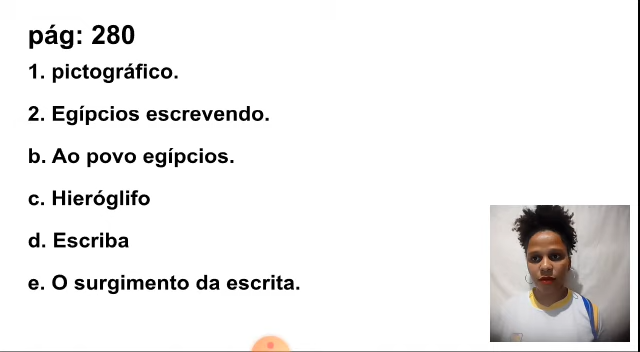 pág: 280
1. pictográfico.
2. Egípcios escrevendo.
b. Ao povo egípcios.
c. Hieróglifo
d. Escriba
e. O surgimento da escrita.